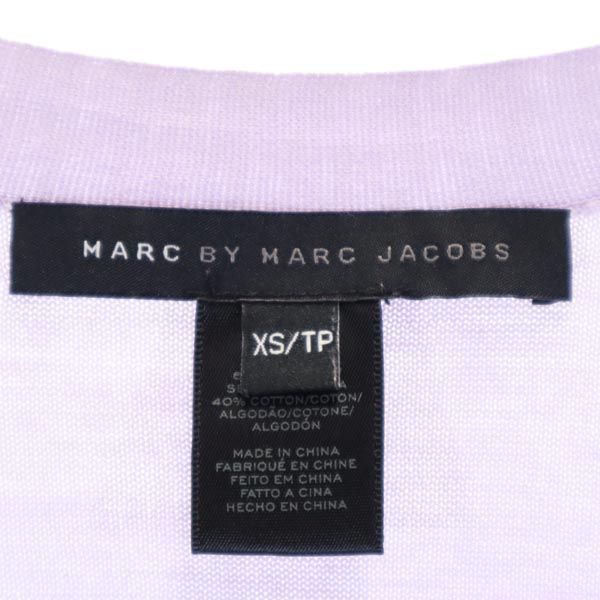 MARC BY MARC JACOBS
XS/TP
40% COTTON/COTON/
ALGODÃO/COTONE/
ALGODÓN
MADE IN CHINA
FABRIQUÉ EN CHINE
FEITO EM CHINA
FATTO A CINA
HECHO EN CHINA